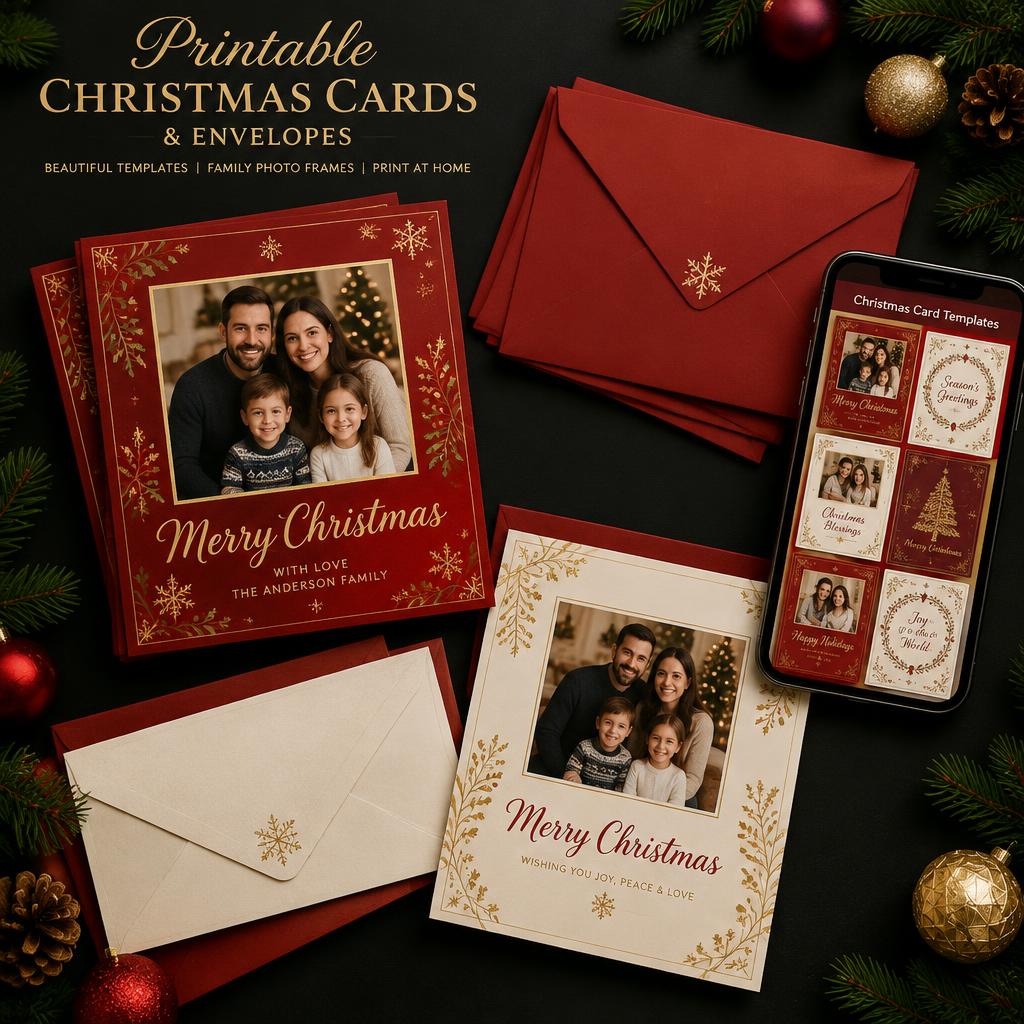 Printable
CHRISTMAS CARDS
& ENVELOPES
BEAUTIFUL TEMPLATES | FAMILY PHOTO FRAMES | PRINT AT HOME
Merry Christmas
WITH LOVE
THE ANDERSON FAMILY
Merry Christmas
WISHING YOU JOY, PEACE & LOVE
Christmas Card Templates
Merry Christmas
Season's
Greetings
Christmas
Blessings
Merry Christmas
Happy Holidays
Joy
World